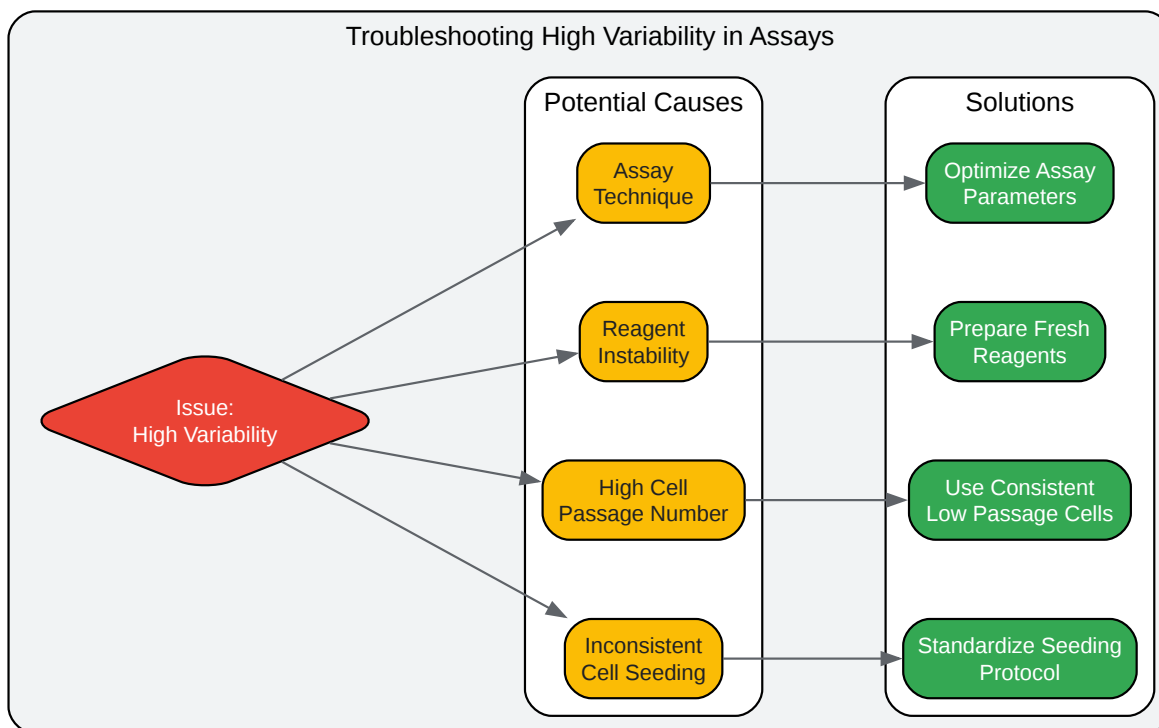 Troubleshooting High Variability in Assays
Potential Causes
Solutions
Assay
Technique
Optimize Assay
Parameters
Reagent
Instability
Prepare Fresh
Reagents
Issue:
High Variability
High Cell
Passage Number
Use Consistent
Low Passage Cells
Inconsistent
Cell Seeding
Standardize Seeding
Protocol